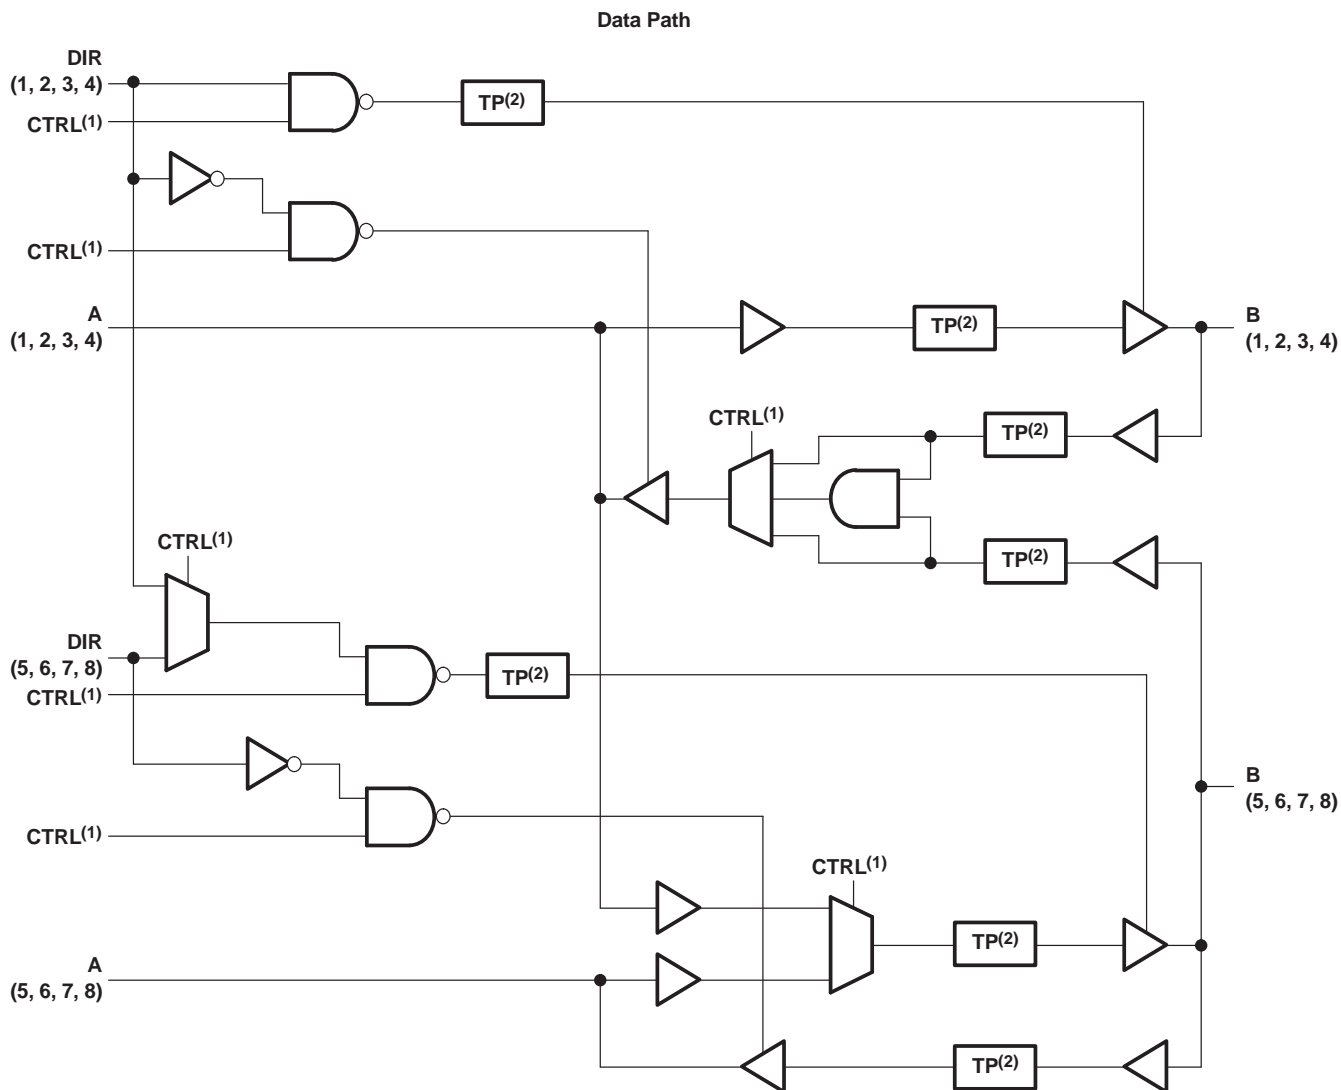 Data Path
DIR
(1, 2, 3, 4)
CTRL(1)
TP(2)
CTRL(1)
A
(1, 2, 3, 4)
TP(2)
B
(1, 2, 3, 4)
CTRL(1)
TP(2)
TP(2)
CTRL(1)
DIR
(5, 6, 7, 8)
CTRL(1)
TP(2)
B
(5, 6, 7, 8)
CTRL(1)
CTRL(1)
TP(2)
A
(5, 6, 7, 8)
TP(2)